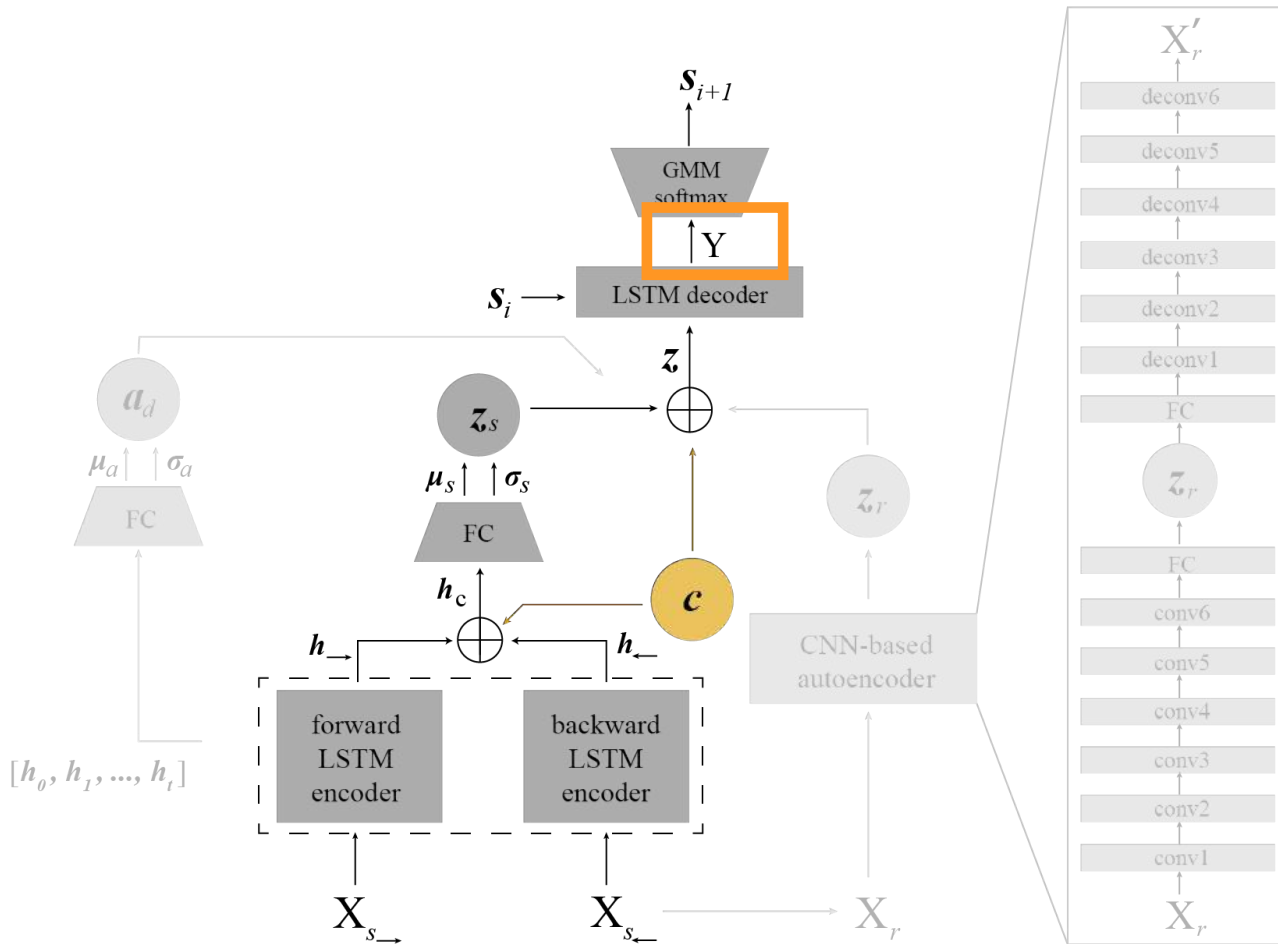 s_{i+1}
GMM
softmax
Y
s_i
LSTM decoder
z
a_d
μ_a
σ_a
FC
z_s
μ_s
σ_s
FC
h_c
c
z_r
h→
h←
forward
LSTM
encoder
backward
LSTM
encoder
CNN-based
autoencoder
[h_0, h_1, ..., h_t]
X_{s→}
X_{s←}
X_r
X'_r
deconv6
deconv5
deconv4
deconv3
deconv2
deconv1
FC
z_r
FC
conv6
conv5
conv4
conv3
conv2
conv1
X_r